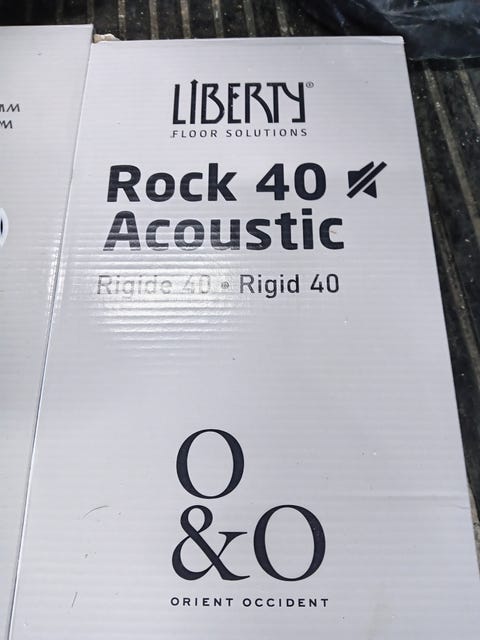 LIBERTY®
FLOOR SOLUTIONS
Rock 40
Acoustic
Rigide 40 • Rigid 40
O
&O
ORIENT OCCIDENT